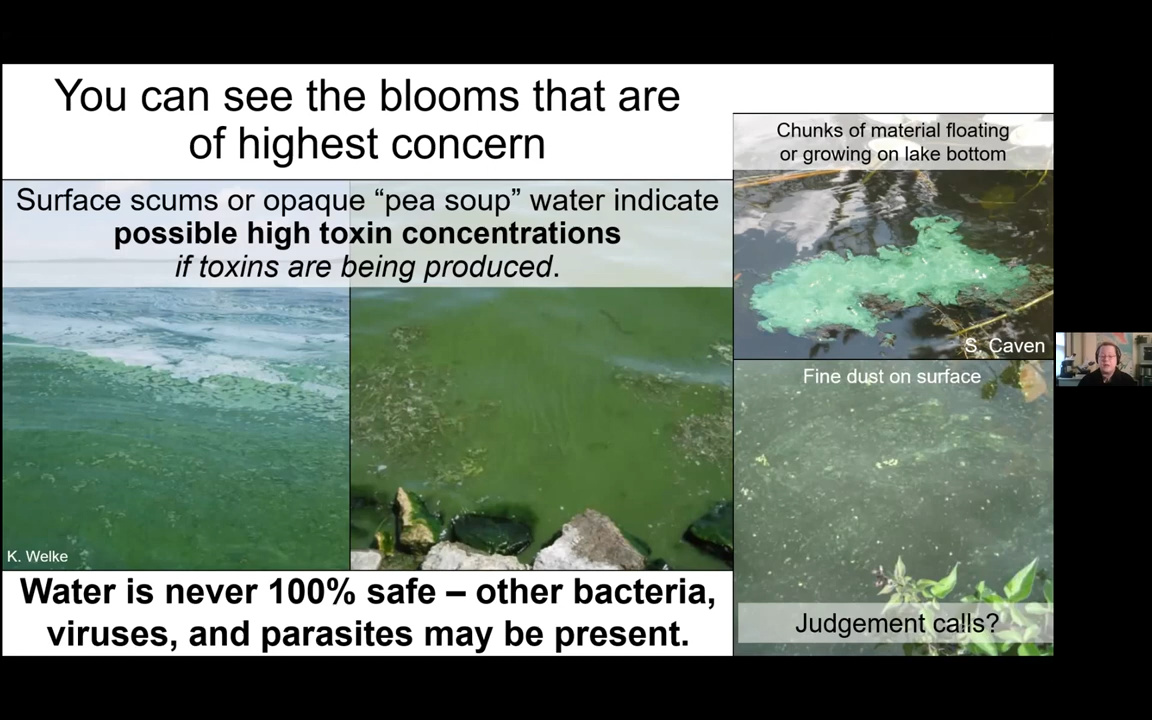 You can see the blooms that are
of highest concern
Surface scums or opaque “pea soup” water indicate
possible high toxin concentrations
if toxins are being produced.
K. Welke
Water is never 100% safe – other bacteria,
viruses, and parasites may be present.
Chunks of material floating
or growing on lake bottom
S. Caven
Fine dust on surface
Judgement calls?